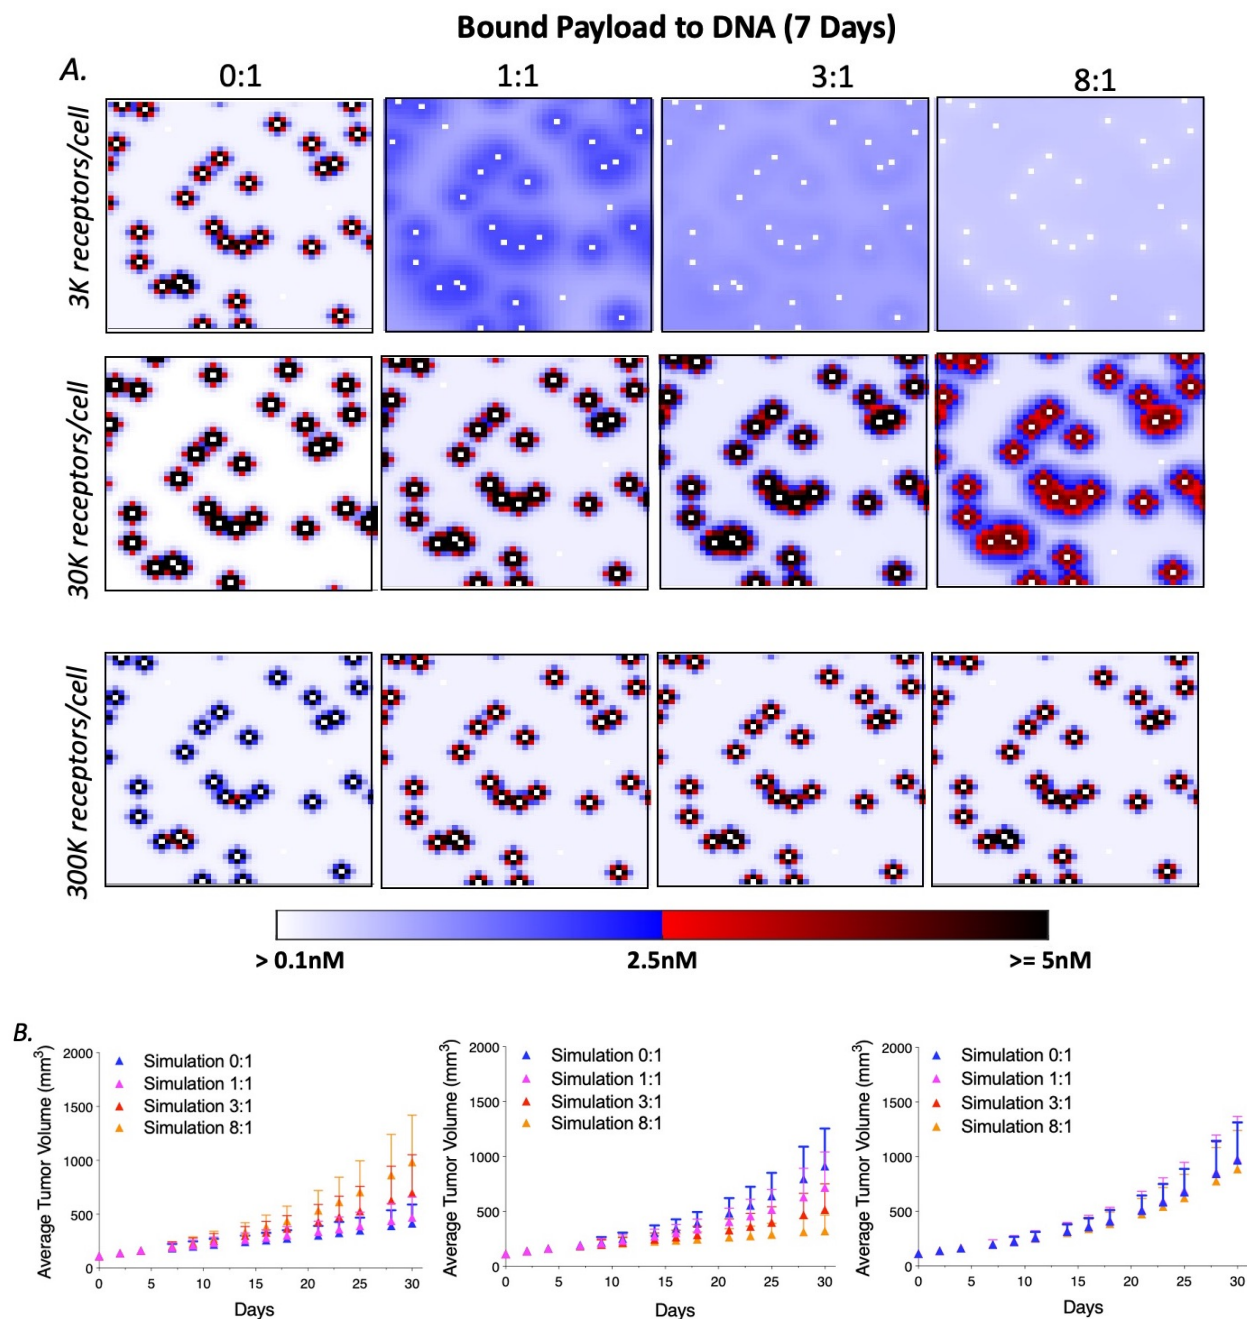 Bound Payload to DNA (7 Days)
A.
0:1 1:1 3:1 8:1
3K receptors/cell
30K receptors/cell
300K receptors/cell
> 0.1nM 2.5nM >= 5nM
B.
Average Tumor Volume (mm³)
2000
1500
1000
500
0
Simulation 0:1
Simulation 1:1
Simulation 3:1
Simulation 8:1
0 5 10 15 20 25 30
Days
Average Tumor Volume (mm³)
2000
1500
1000
500
0
Simulation 0:1
Simulation 1:1
Simulation 3:1
Simulation 8:1
0 5 10 15 20 25 30
Days
Average Tumor Volume (mm³)
2000
1500
1000
500
0
Simulation 0:1
Simulation 1:1
Simulation 3:1
Simulation 8:1
0 5 10 15 20 25 30
Days